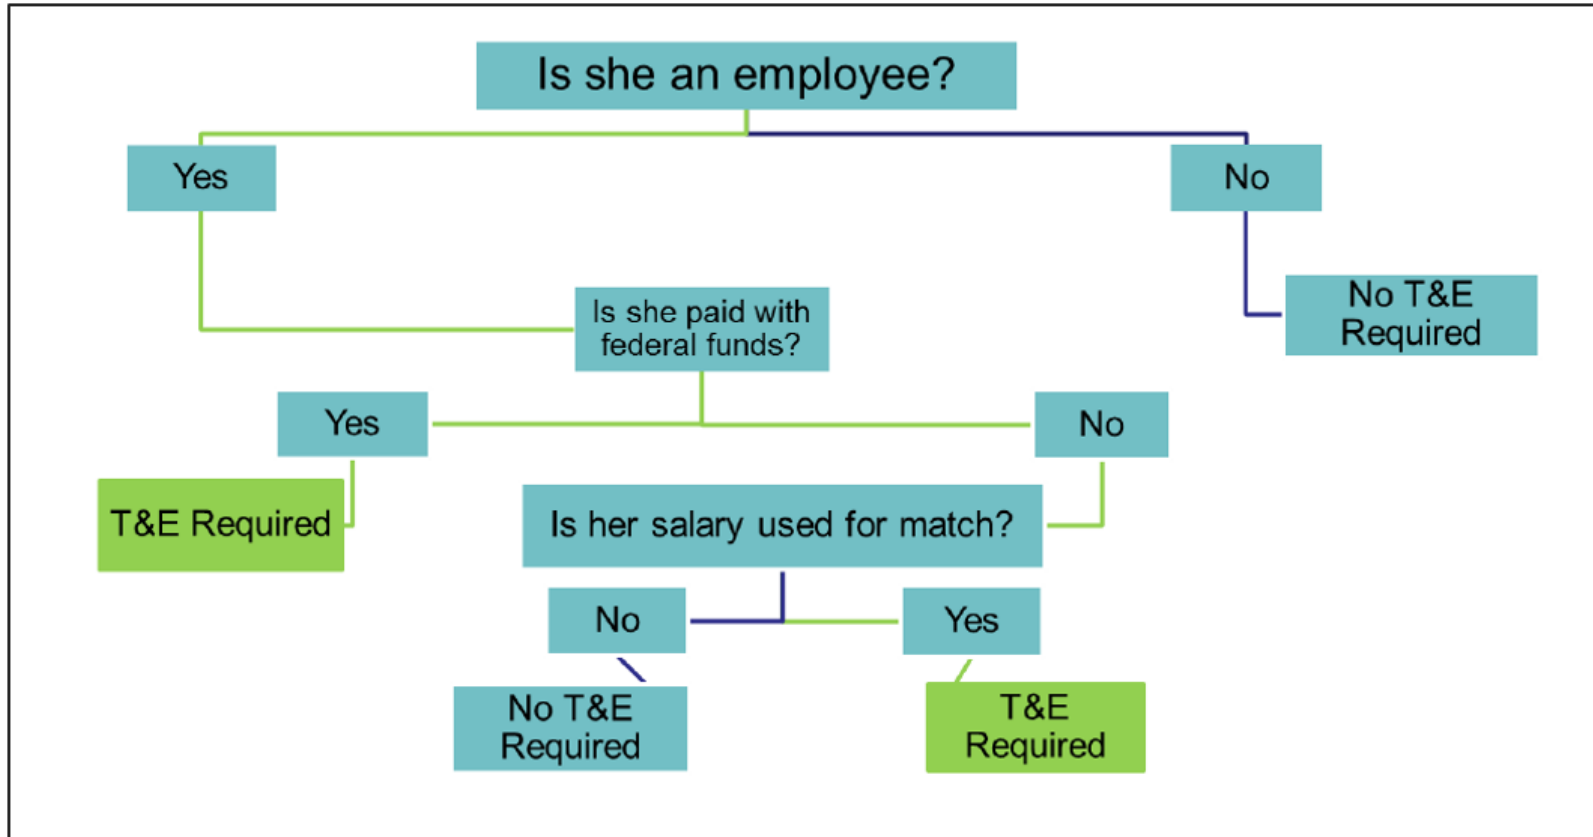 Is she an employee?
Yes
No
No T&E
Required
Is she paid with
federal funds?
Yes
No
T&E Required
Is her salary used for match?
No
Yes
No T&E
Required
T&E
Required